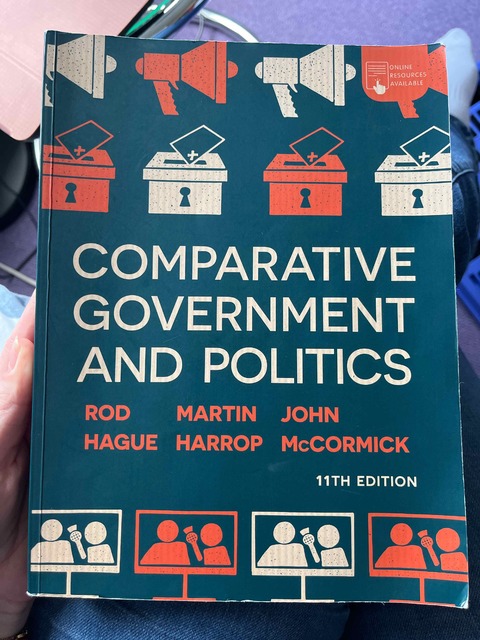 ONLINE
RESOURCES
AVAILABLE
COMPARATIVE
GOVERNMENT
AND POLITICS
ROD MARTIN JOHN
HAGUE HARROP McCORMICK
11TH EDITION